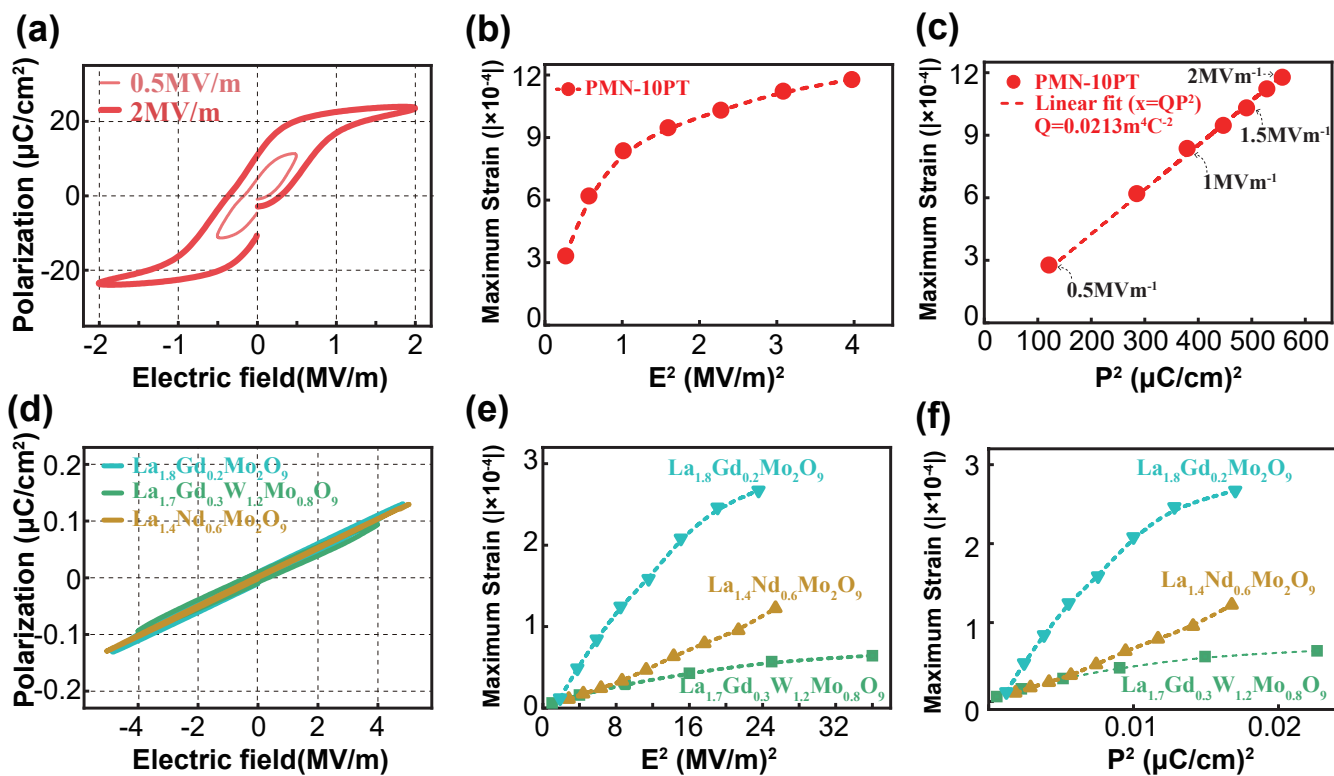 (a)
0.5MV/m
2MV/m
20
0
-20
-2
-1
0
1
2
Polarization (µC/cm²)
Electric field(MV/m)
(b)
PMN-10PT
12
9
6
3
0
0
1
2
3
4
Maximum Strain (|×10⁻⁴|)
E² (MV/m)²
(c)
PMN-10PT
Linear fit (x=QP²)
Q=0.0213m⁴C⁻²
2MVm⁻¹
1.5MVm⁻¹
1MVm⁻¹
0.5MVm⁻¹
12
9
6
3
0
0
100
200
300
400
500
600
Maximum Strain (|×10⁻⁴|)
P² (µC/cm)²
(d)
La₁.₈Gd₀.₂Mo₂O₉
La₁.₇Gd₀.₃W₁.₂Mo₀.₈O₉
La₁.₄Nd₀.₆Mo₂O₉
0.2
0.1
0
-0.1
-0.2
-4
-2
0
2
4
Polarization (µC/cm²)
Electric field(MV/m)
(e)
La₁.₈Gd₀.₂Mo₂O₉
La₁.₄Nd₀.₆Mo₂O₉
La₁.₇Gd₀.₃W₁.₂Mo₀.₈O₉
3
2
1
0
0
8
16
24
36
Maximum Strain (|×10⁻⁴|)
E² (MV/m)²
(f)
La₁.₈Gd₀.₂Mo₂O₉
La₁.₄Nd₀.₆Mo₂O₉
La₁.₇Gd₀.₃W₁.₂Mo₀.₈O₉
3
2
1
0
0.01
0.02
Maximum Strain (|×10⁻⁴|)
P² (µC/cm)²